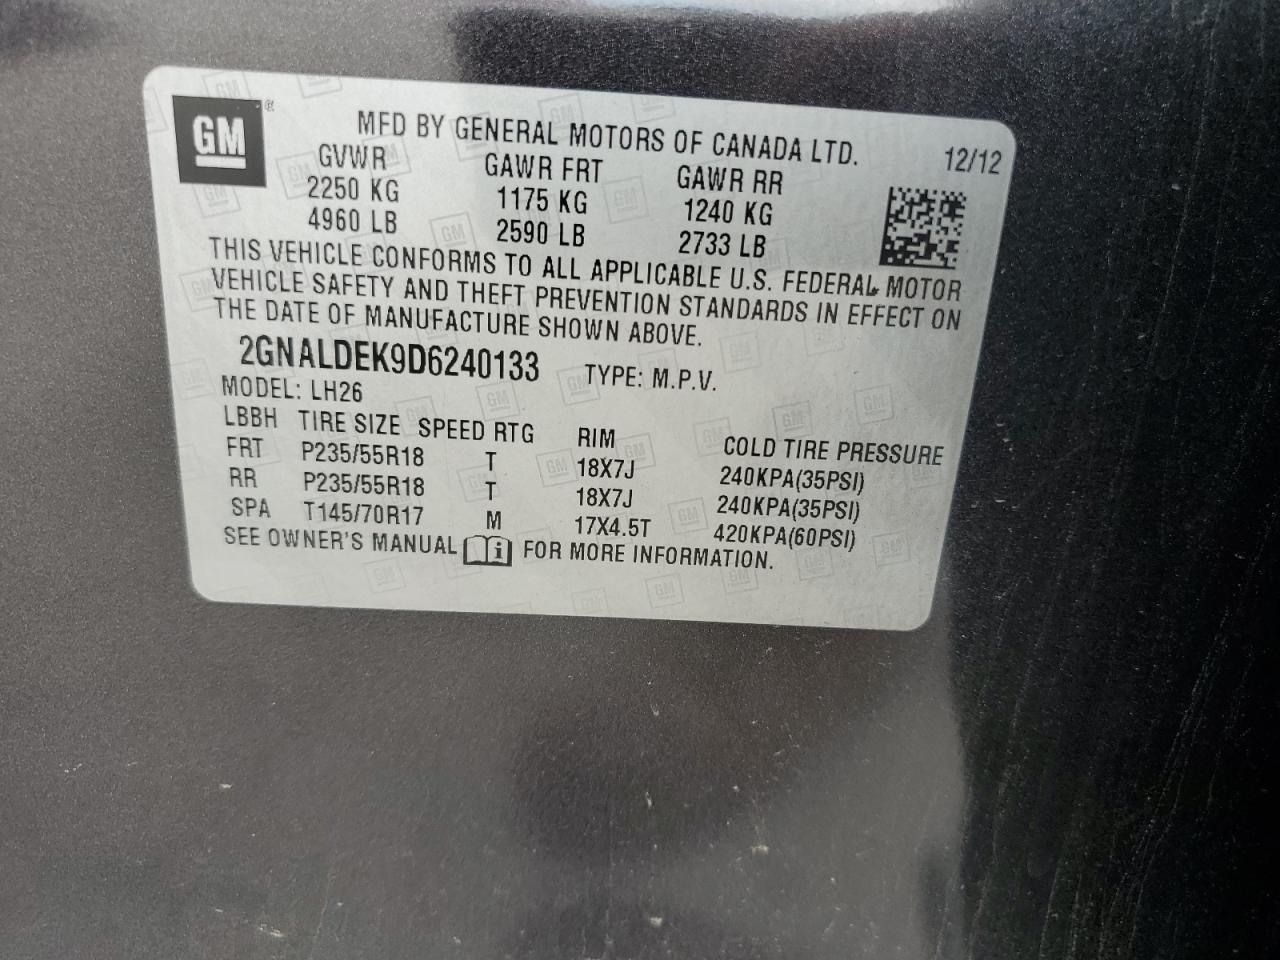 GM ®
MFD BY GENERAL MOTORS OF CANADA LTD. 12/12
GVWR GAWR FRT GAWR RR
2250 KG 1175 KG 1240 KG
4960 LB 2590 LB 2733 LB
THIS VEHICLE CONFORMS TO ALL APPLICABLE U.S. FEDERAL MOTOR
VEHICLE SAFETY AND THEFT PREVENTION STANDARDS IN EFFECT ON
THE DATE OF MANUFACTURE SHOWN ABOVE.
2GNALDEK9D6240133 TYPE: M.P.V.
MODEL: LH26
LBBH TIRE SIZE SPEED RTG RIM COLD TIRE PRESSURE
FRT P235/55R18 T 18X7J 240KPA(35PSI)
RR P235/55R18 T 18X7J 240KPA(35PSI)
SPA T145/70R17 M 17X4.5T 420KPA(60PSI)
SEE OWNER'S MANUAL i FOR MORE INFORMATION.